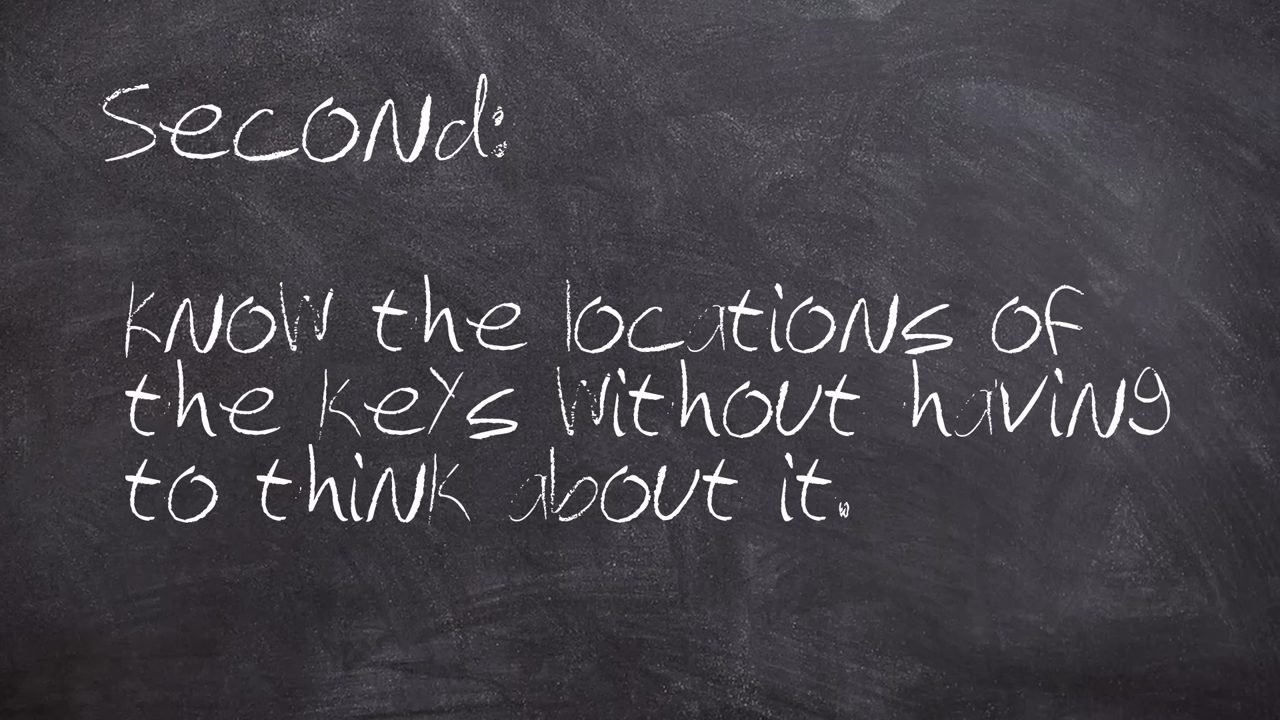 Second:
Know the locations of
the keys without having
to think about it.